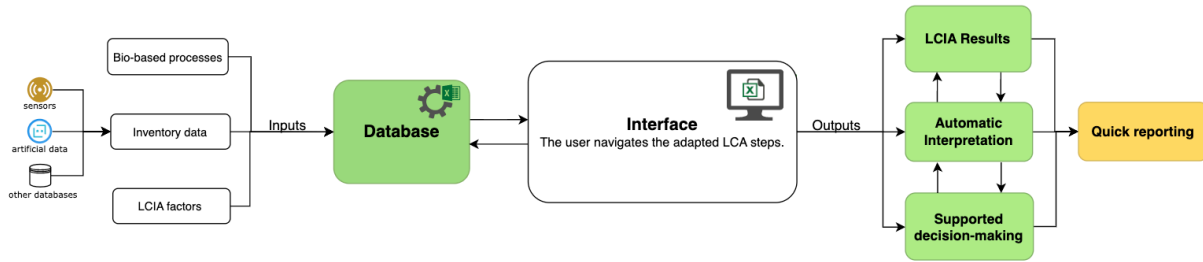 Bio-based processes
sensors
artificial data
other databases
Inventory data
LCIA factors
Inputs
Database
Interface
The user navigates the adapted LCA steps.
Outputs
LCIA Results
Automatic
Interpretation
Supported
decision-making
Quick reporting